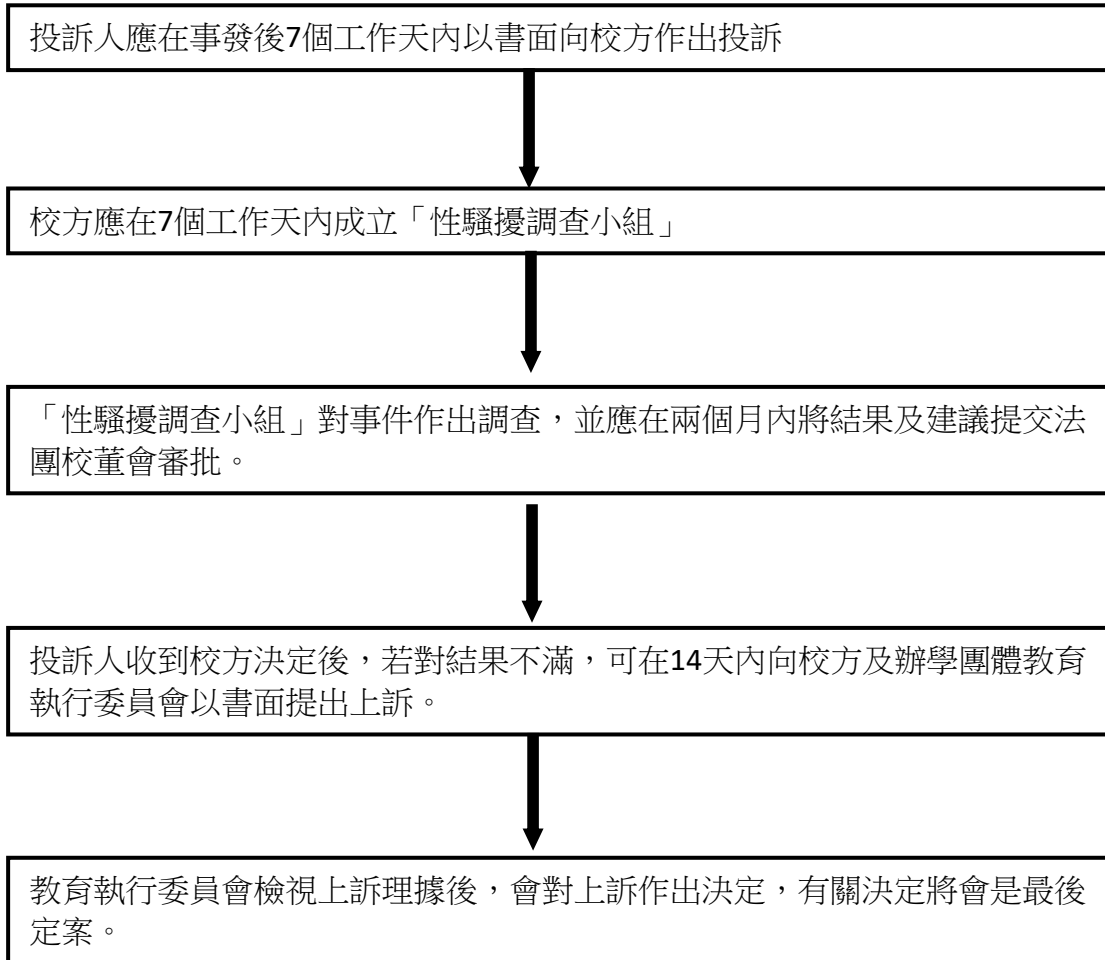 投訴人應在事發後7個工作天內以書面向校方作出投訴
校方應在7個工作天內成立「性騷擾調查小組」
「性騷擾調查小組」對事件作出調查，並應在兩個月內將結果及建議提交法
團校董會審批。
投訴人收到校方決定後，若對結果不滿，可在14天內向校方及辦學團體教育
執行委員會以書面提出上訴。
教育執行委員會檢視上訴理據後，會對上訴作出決定，有關決定將會是最後
定案。